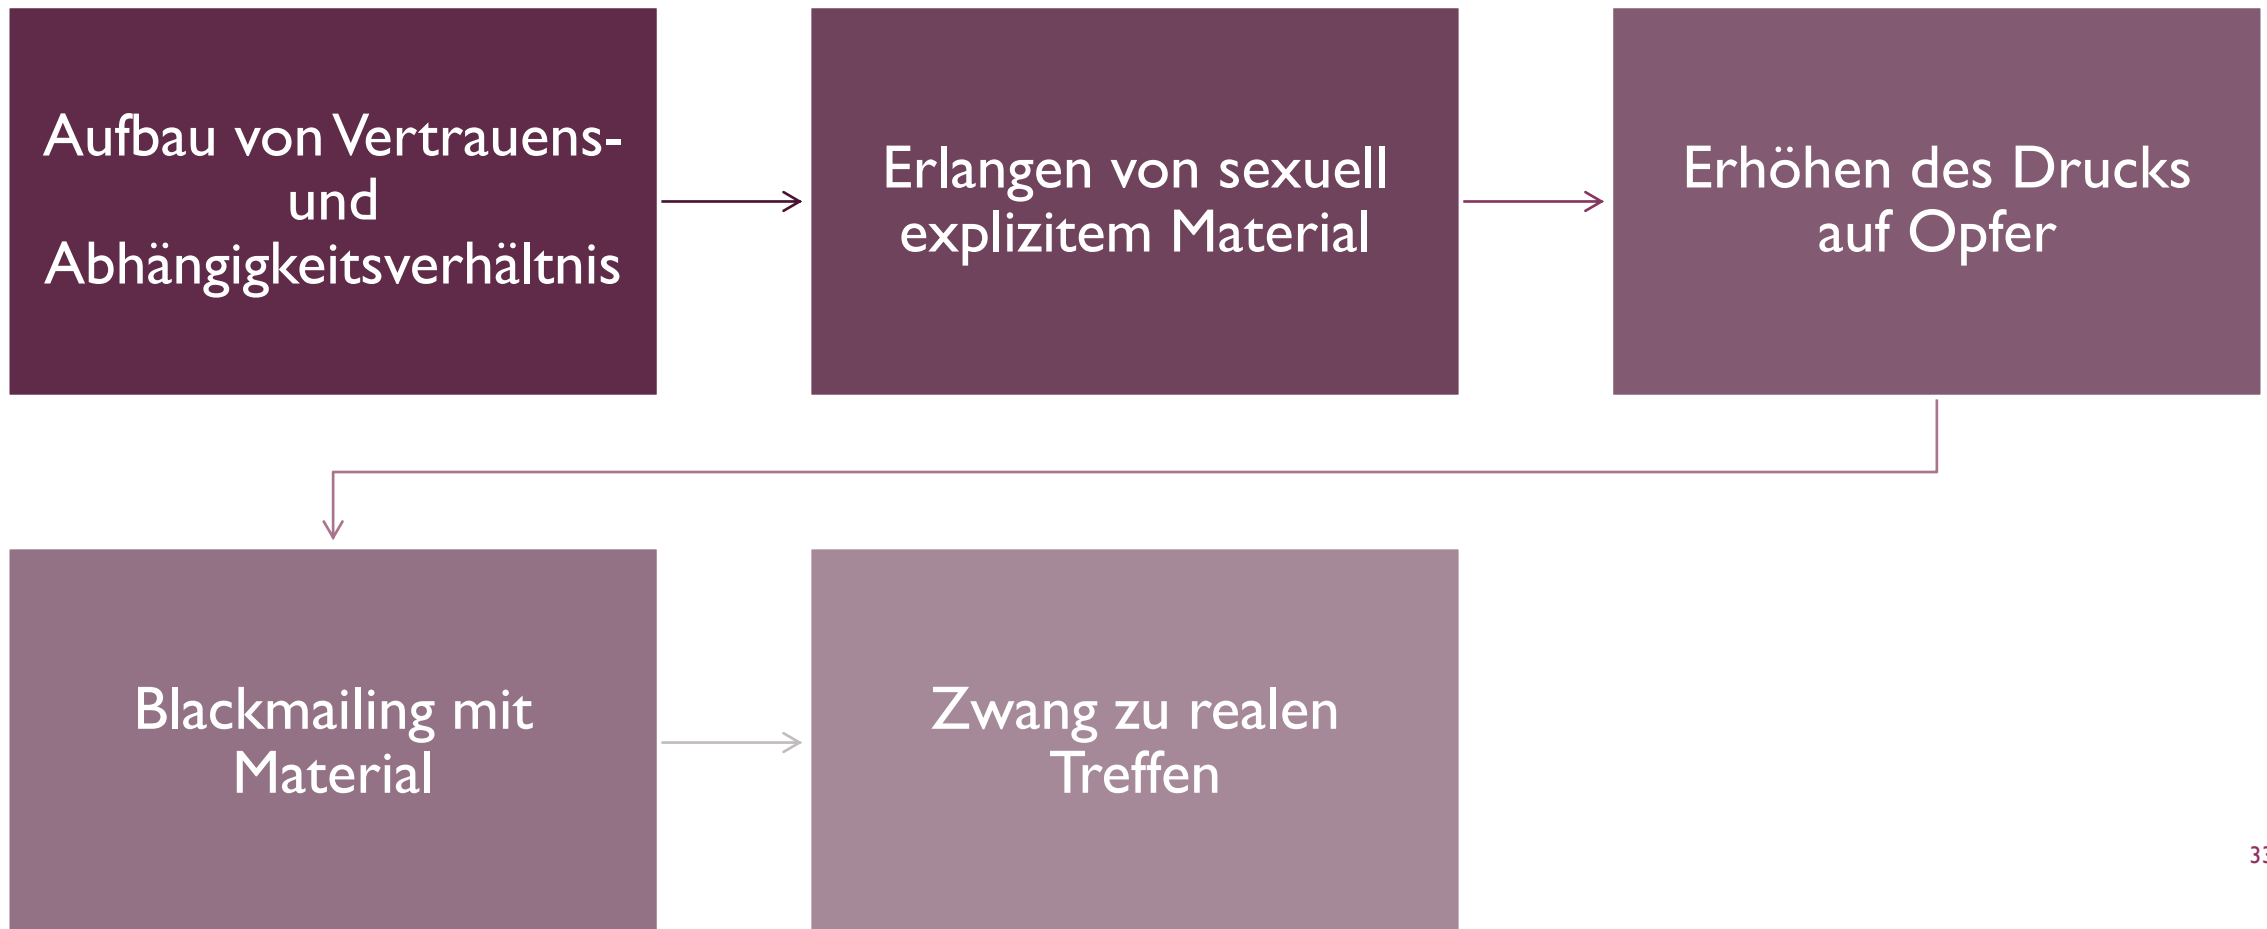 Aufbau von Vertrauens-
und
Abhängigkeitsverhältnis
Erlangen von sexuell
explizitem Material
Erhöhen des Drucks
auf Opfer
Blackmailing mit
Material
Zwang zu realen
Treffen
33